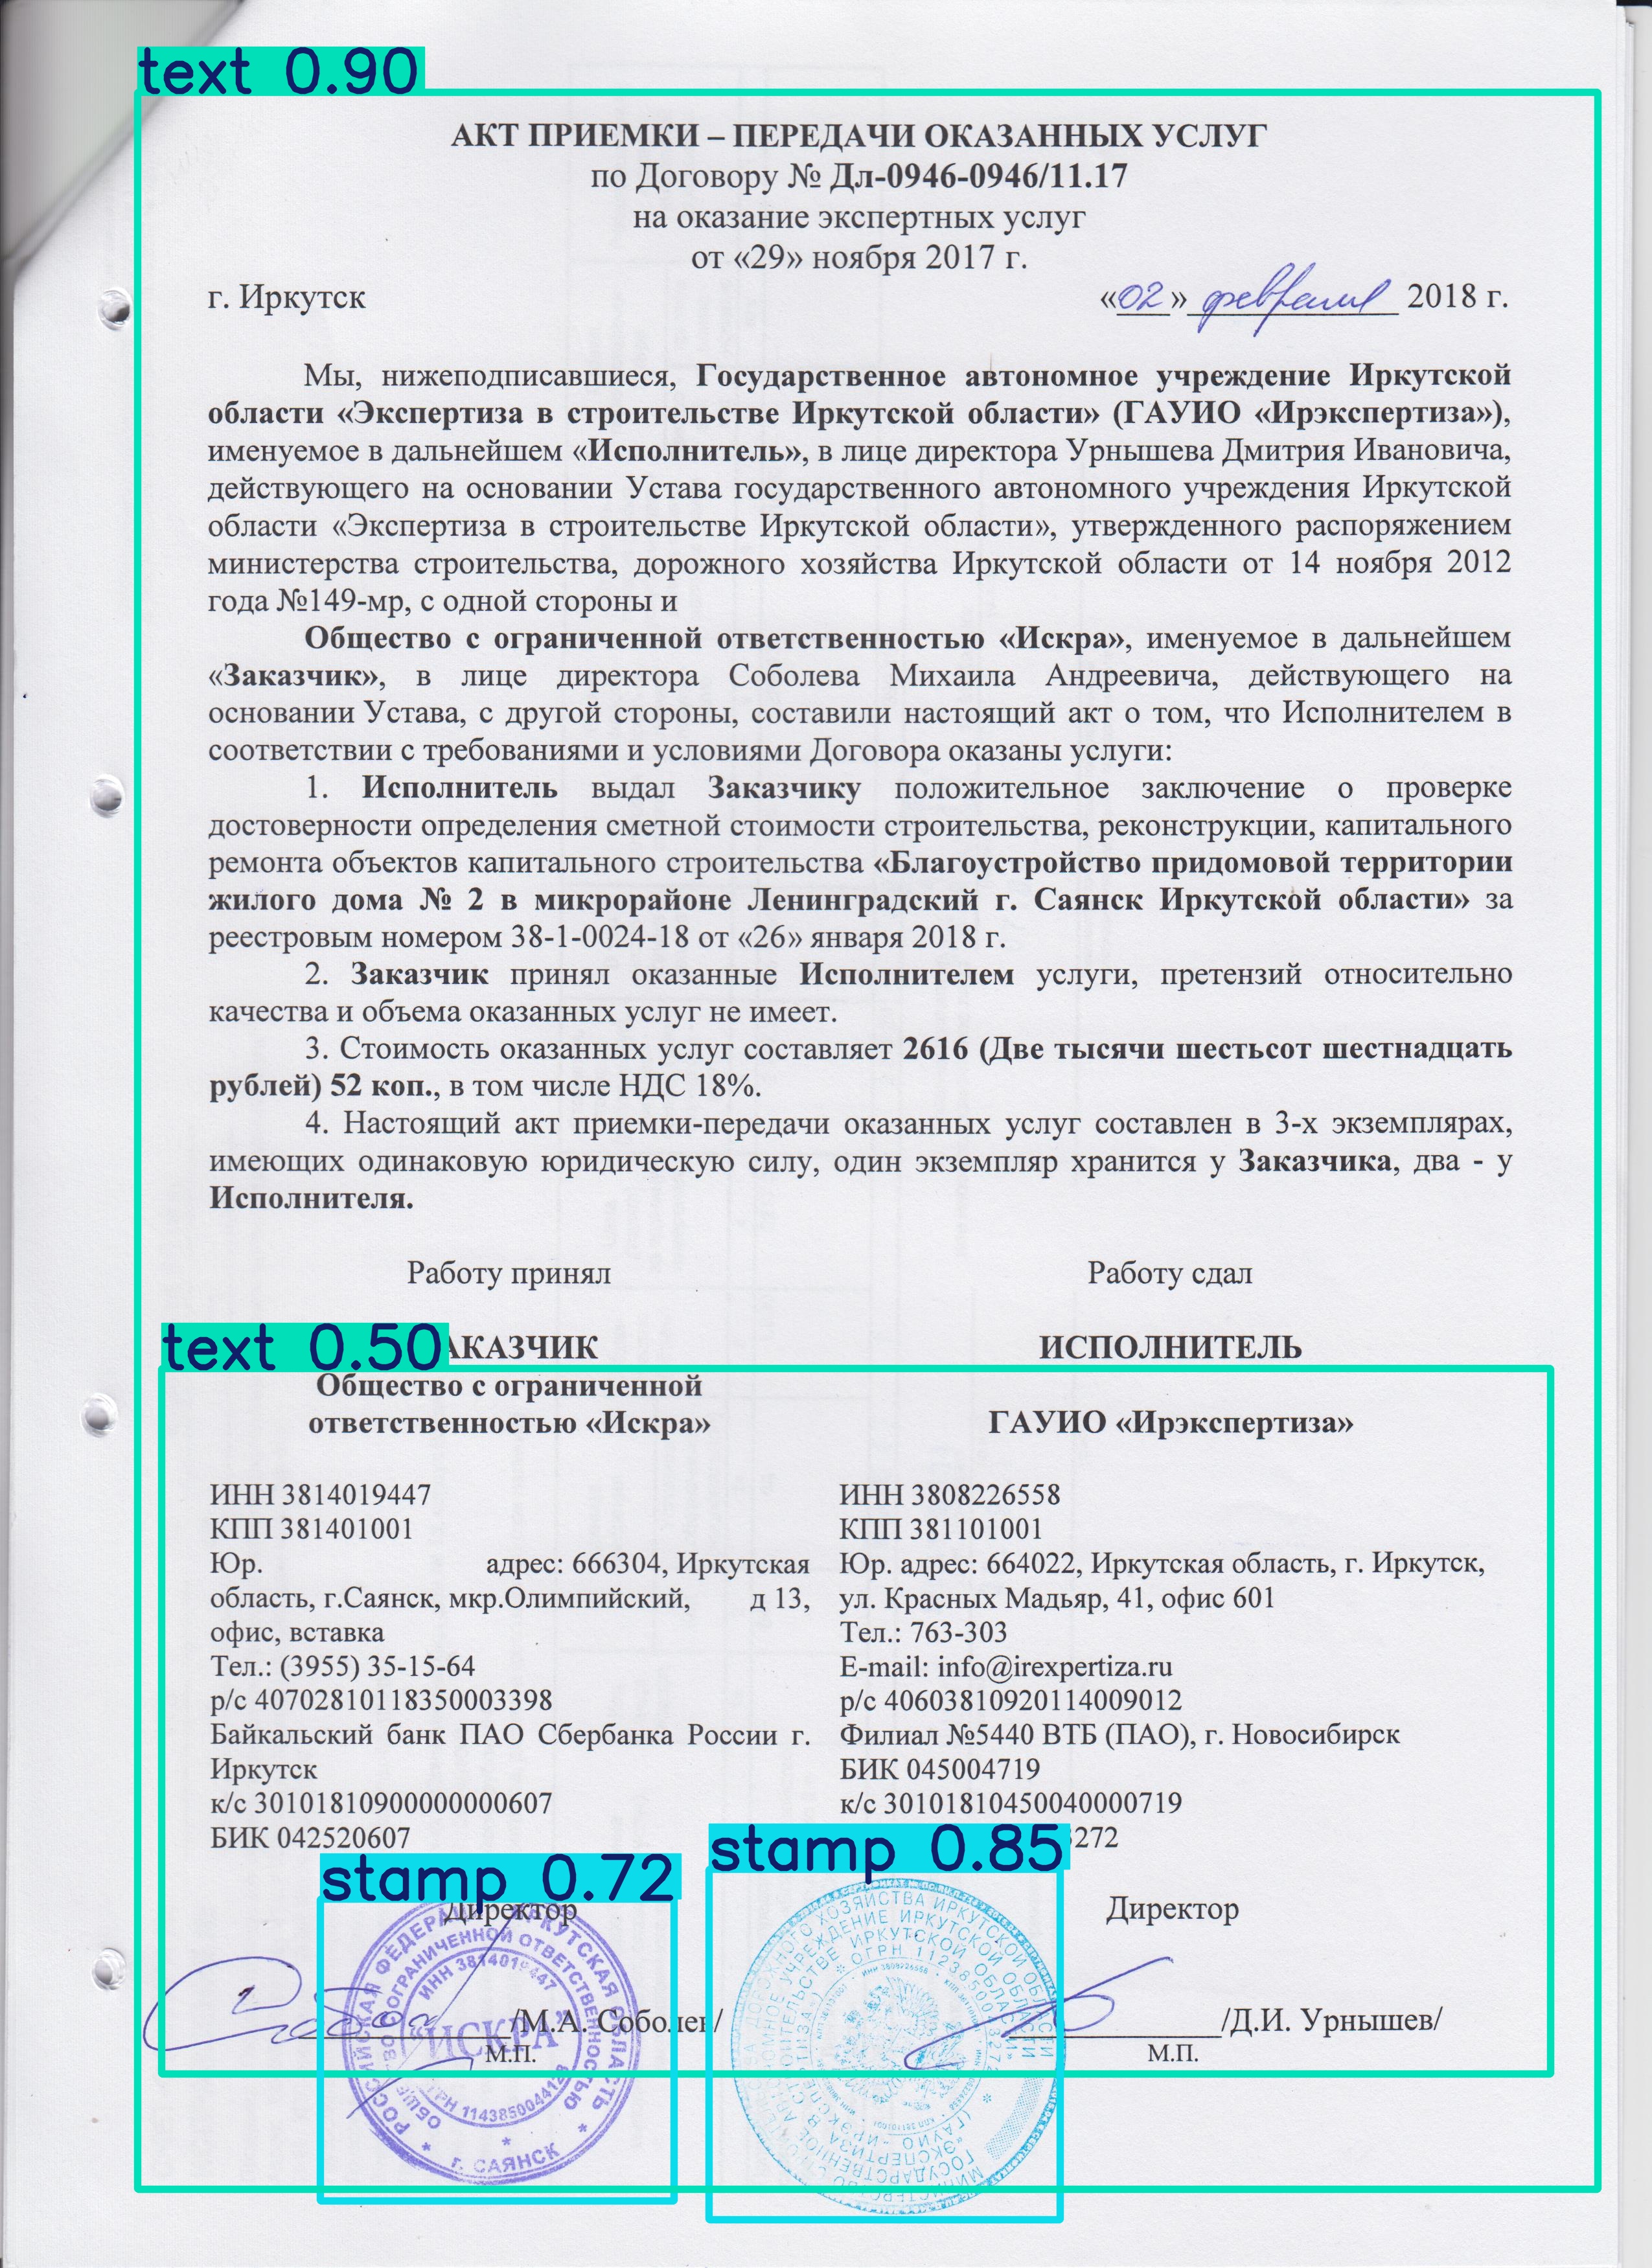 text 0.90
АКТ ПРИЕМКИ – ПЕРЕДАЧИ ОКАЗАННЫХ УСЛУГ
по Договору № Дл-0946-0946/11.17
на оказание экспертных услуг
от «29» ноября 2017 г.
г. Иркутск «02» февраля 2018 г.
Мы, нижеподписавшиеся, Государственное автономное учреждение Иркутской
области «Экспертиза в строительстве Иркутской области» (ГАУИО «Ирэкспертиза»),
именуемое в дальнейшем «Исполнитель», в лице директора Урнышева Дмитрия Ивановича,
действующего на основании Устава государственного автономного учреждения Иркутской
области «Экспертиза в строительстве Иркутской области», утвержденного распоряжением
министерства строительства, дорожного хозяйства Иркутской области от 14 ноября 2012
года №149-мр, с одной стороны и
Общество с ограниченной ответственностью «Искра», именуемое в дальнейшем
«Заказчик», в лице директора Соболева Михаила Андреевича, действующего на
основании Устава, с другой стороны, составили настоящий акт о том, что Исполнителем в
соответствии с требованиями и условиями Договора оказаны услуги:
1. Исполнитель выдал Заказчику положительное заключение о проверке
достоверности определения сметной стоимости строительства, реконструкции, капитального
ремонта объектов капитального строительства «Благоустройство придомовой территории
жилого дома № 2 в микрорайоне Ленинградский г. Саянск Иркутской области» за
реестровым номером 38-1-0024-18 от «26» января 2018 г.
2. Заказчик принял оказанные Исполнителем услуги, претензий относительно
качества и объема оказанных услуг не имеет.
3. Стоимость оказанных услуг составляет 2616 (Две тысячи шестьсот шестнадцать
рублей) 52 коп., в том числе НДС 18%.
4. Настоящий акт приемки-передачи оказанных услуг составлен в 3-х экземплярах,
имеющих одинаковую юридическую силу, один экземпляр хранится у Заказчика, два - у
Исполнителя.
Работу принял Работу сдал
text 0.50
АКАЗЧИК ИСПОЛНИТЕЛЬ
Общество с ограниченной
ответственностью «Искра» ГАУИО «Ирэкспертиза»
ИНН 3814019447
КПП 381401001
Юр. адрес: 666304, Иркутская
область, г.Саянск, мкр.Олимпийский, д 13,
офис, вставка
Тел.: (3955) 35-15-64
р/с 40702810118350003398
Байкальский банк ПАО Сбербанка России г.
Иркутск
к/с 30101810900000000607
БИК 042520607
ИНН 3808226558
КПП 381101001
Юр. адрес: 664022, Иркутская область, г. Иркутск,
ул. Красных Мадьяр, 41, офис 601
Тел.: 763-303
E-mail: info@irexpertiza.ru
р/с 40603810920114009012
Филиал №5440 ВТБ (ПАО), г. Новосибирск
БИК 045004719
к/с 30101810450040000719
272
stamp 0.72
stamp 0.85
Директор Директор
/М.А. Соболев/ /Д.И. Урнышев/
М.П. М.П.
РОССИЙСКАЯ ФЕДЕРАЦИЯ ИРКУТСКАЯ ОБЛАСТЬ
ОБЩЕСТВО С ОГРАНИЧЕННОЙ ОТВЕТСТВЕННОСТЬЮ
ИНН 3814019447
"ИСКРА"
г. САЯНСК